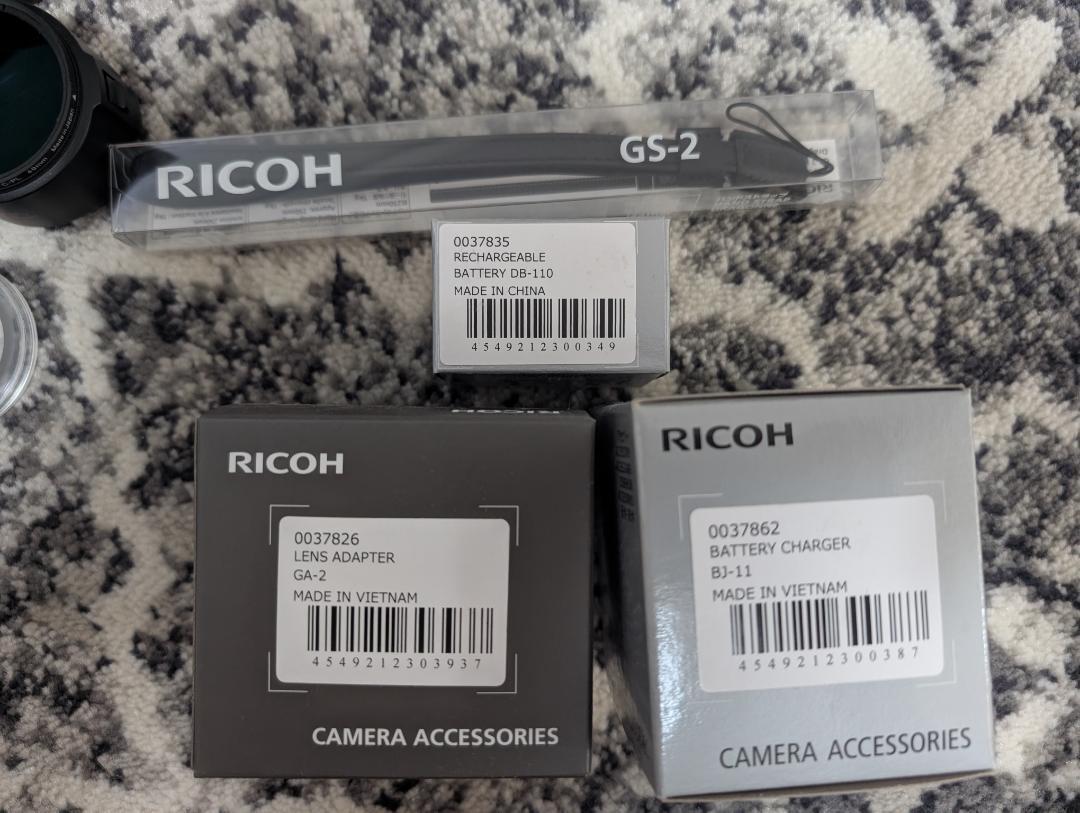 RICOH
GS-2
0037835
RECHARGEABLE
BATTERY DB-110
MADE IN CHINA
4549212300349
RICOH
0037826
LENS ADAPTER
GA-2
MADE IN VIETNAM
4549212303937
CAMERA ACCESSORIES
RICOH
0037862
BATTERY CHARGER
BJ-11
MADE IN VIETNAM
4549212300387
CAMERA ACCESSORIES